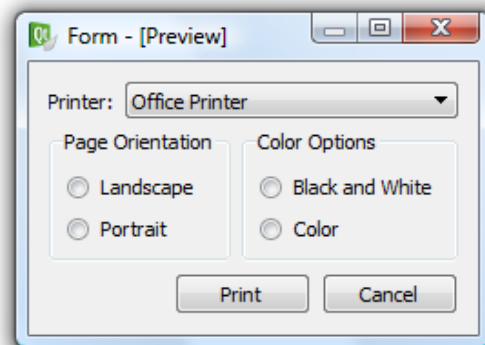 Form - [Preview]
Printer: Office Printer
Page Orientation Color Options
Landscape Black and White
Portrait Color
Print Cancel